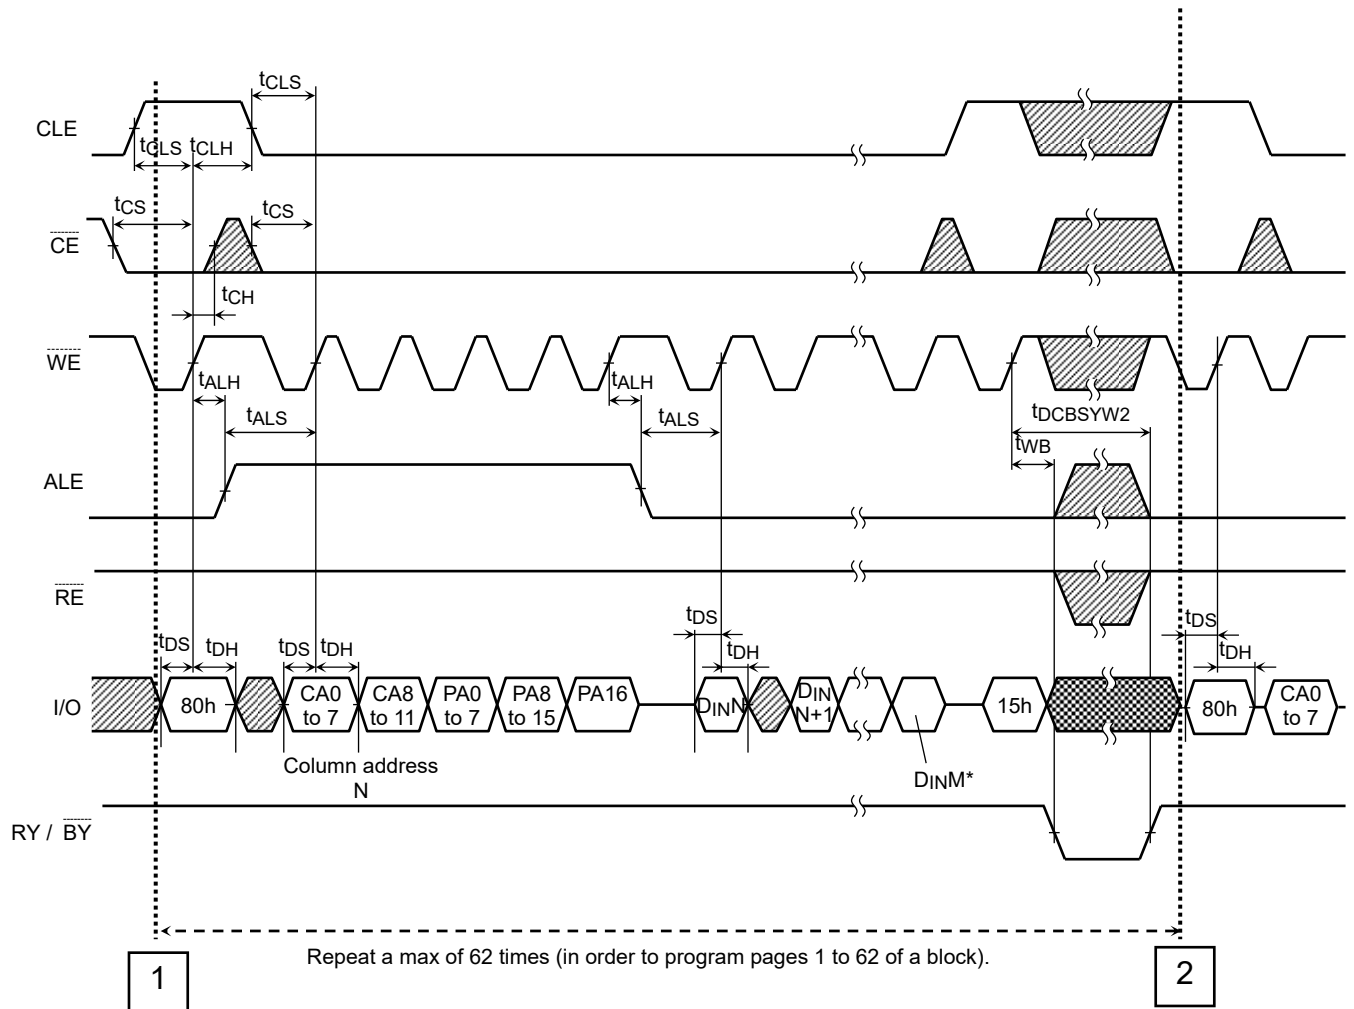 tCLS
CLE
tCLS tCLH
tCS tCS
CE
tCH
WE
tALH tALH
tALS tALS tDCBSYW2
tWB
ALE
RE
tDS tDH tDS tDH tDS tDH tDS tDH
I/O 80h CA0 to 7 CA8 to 11 PA0 to 7 PA8 to 15 PA16 DINN DIN N+1 15h 80h CA0 to 7
Column address
N
DINM*
RY / BY
Repeat a max of 62 times (in order to program pages 1 to 62 of a block).
1 2